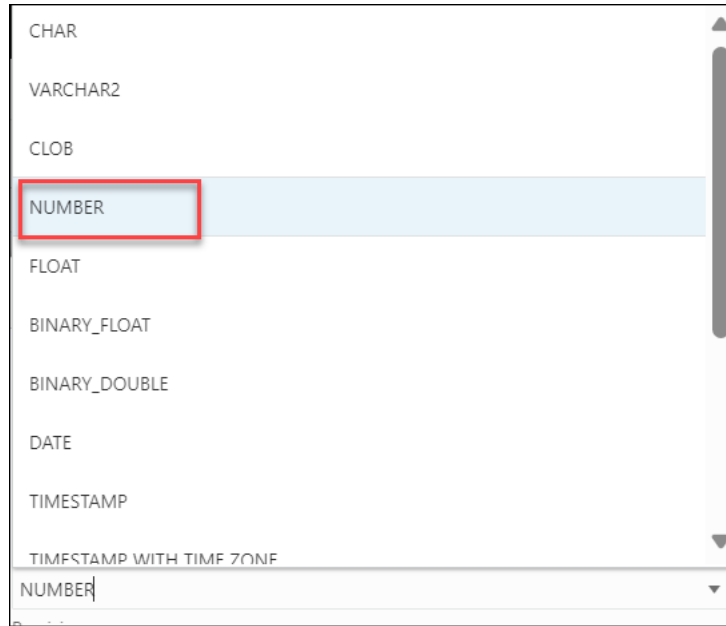 CHAR
VARCHAR2
CLOB
NUMBER
FLOAT
BINARY_FLOAT
BINARY_DOUBLE
DATE
TIMESTAMP
TIMESTAMP WITH TIME ZONE
NUMBER